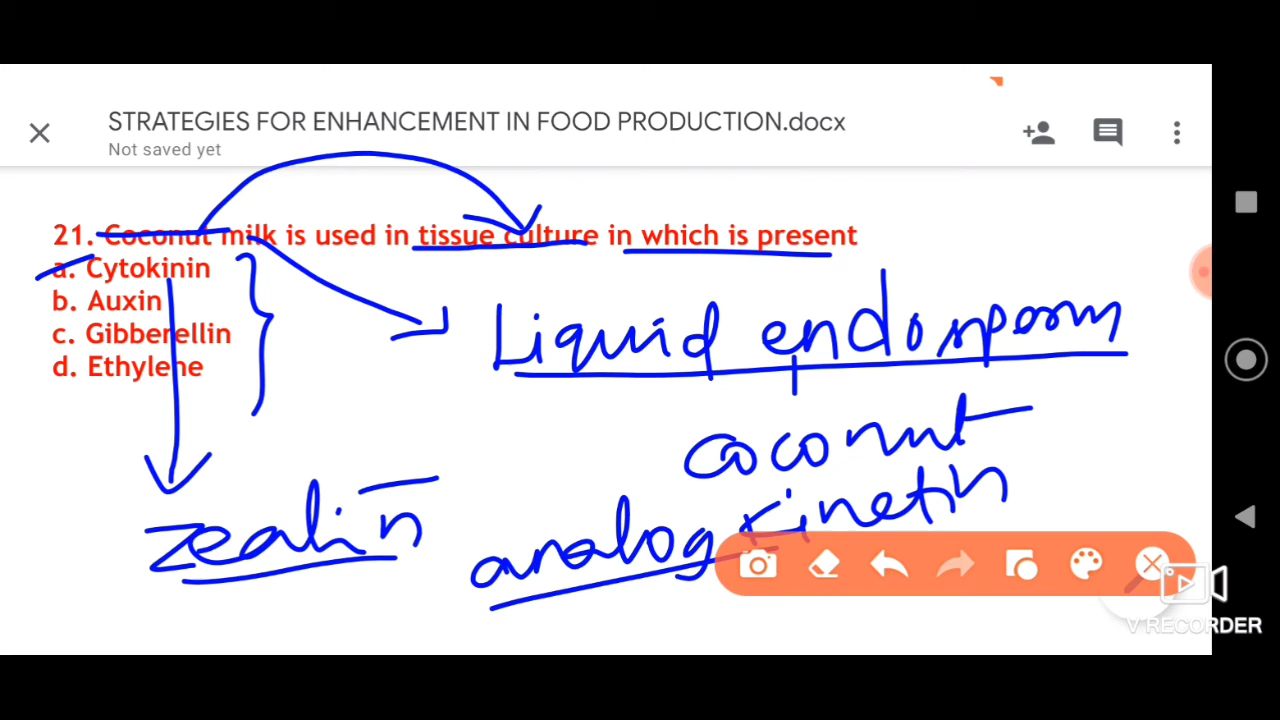 STRATEGIES FOR ENHANCEMENT IN FOOD PRODUCTION.docx
Not saved yet
21. Coconut milk is used in tissue culture in which is present
a. Cytokinin
b. Auxin
c. Gibberellin
d. Ethylene
Liquid endosperm
coconut
kinetin
zeatin
analog
V RECORDER